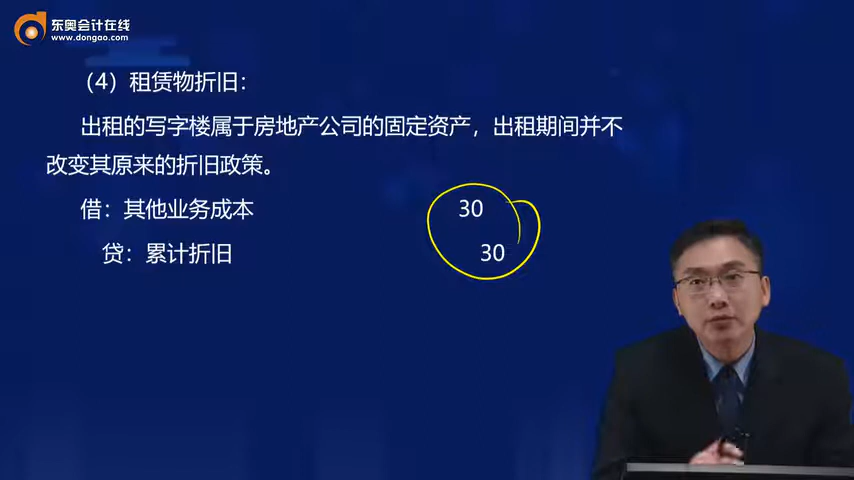 东奥会计在线
www.dongao.com
（4）租赁物折旧：
出租的写字楼属于房地产公司的固定资产，出租期间并不
改变其原来的折旧政策。
借：其他业务成本 30
贷：累计折旧 30